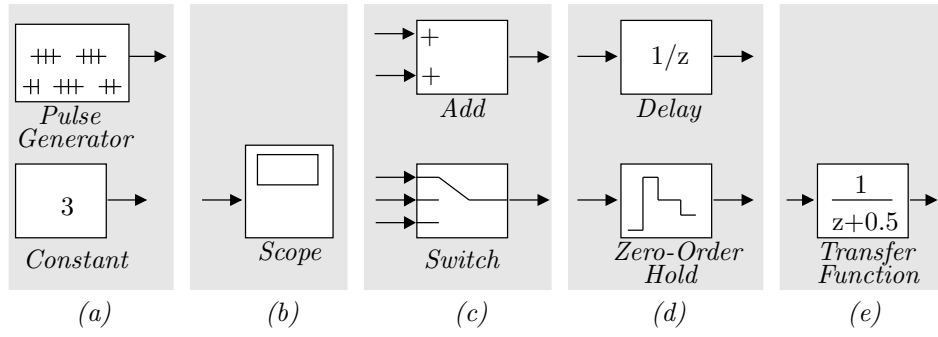 Pulse
Generator
3
Constant
(a)
Scope
(b)
+
+
Add
Switch
(c)
1/z
Delay
Zero-Order
Hold
(d)
1
z+0.5
Transfer
Function
(e)